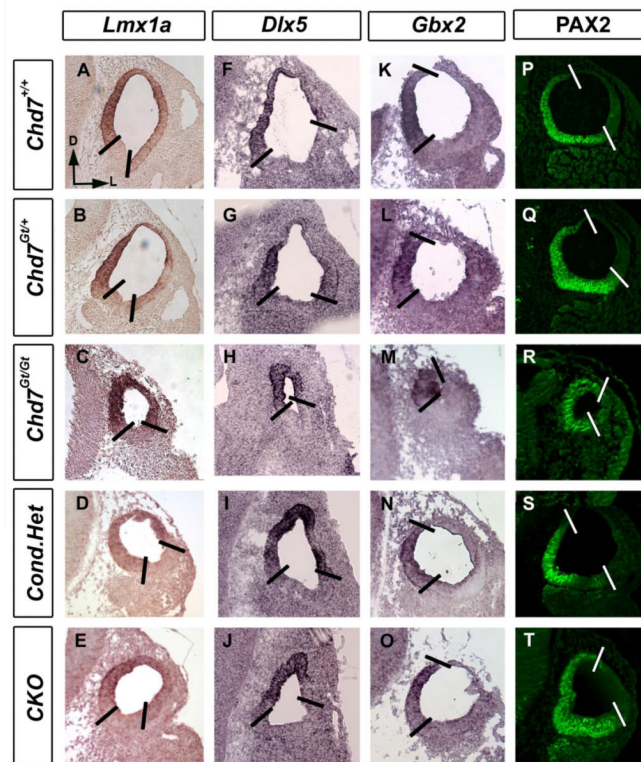 Lmx1a Dlx5 Gbx2 PAX2
Chd7+/+ A F K P
D
L
Chd7Gt/+ B G L Q
Chd7Gt/Gt C H M R
Cond.Het D I N S
CKO E J O T